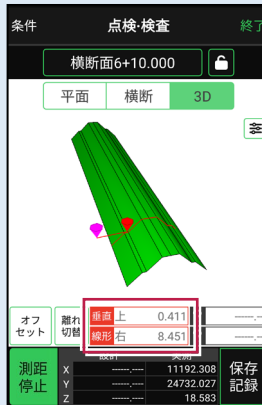 条件 点検・検査 終了
横断面6+10.000
平面 横断 3D
オフセット 離れ切替 垂直 上 0.411 ------.---
線形 右 8.451 ------.---
設計 実測
測距停止 X ------.---- 11192.308 保存記録
Y ------.---- 24732.027
Z ------.---- 18.583